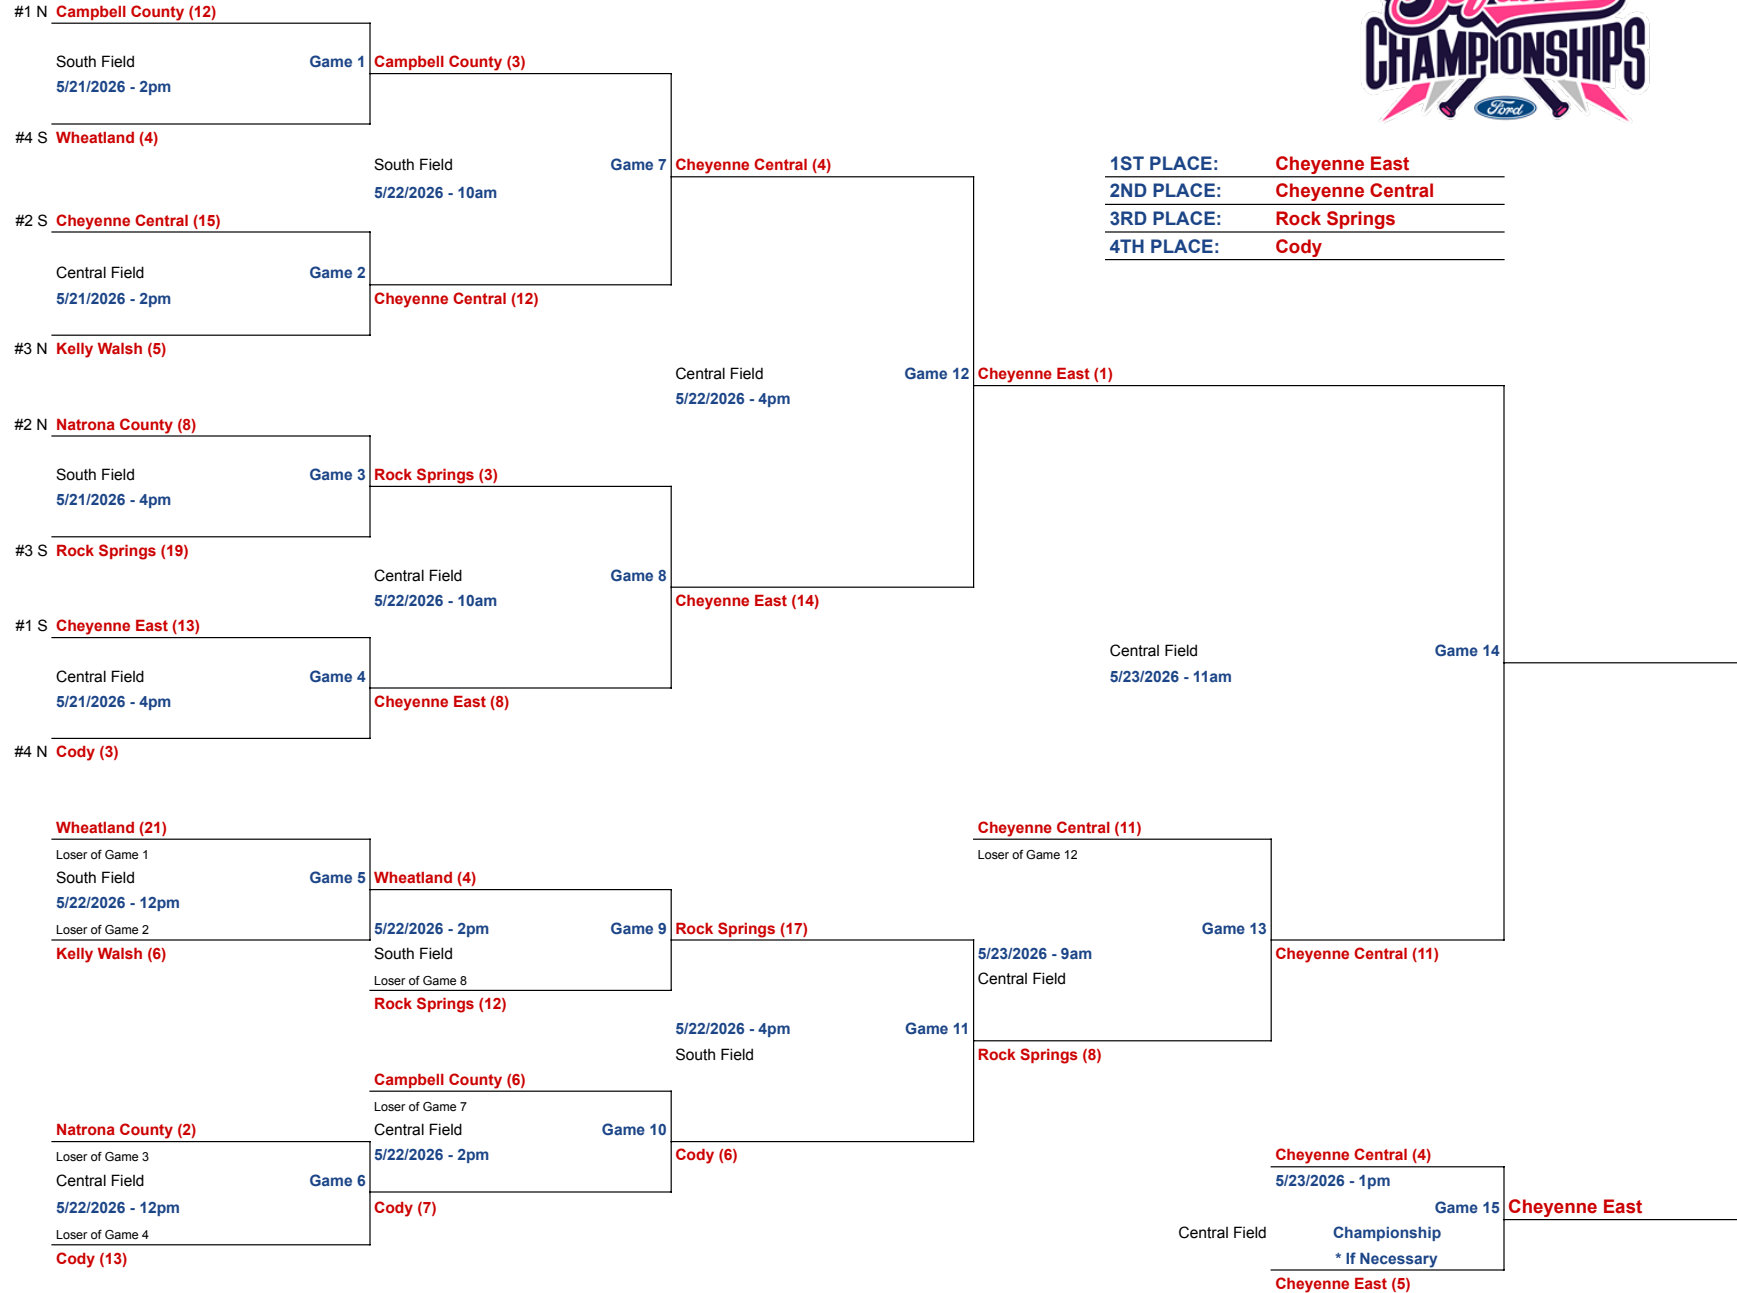 #1 N Campbell County (12)
South Field Game 1 Campbell County (3)
5/21/2026 - 2pm
#4 S Wheatland (4)
CHAMPIONSHIPS
Ford
South Field Game 7 Cheyenne Central (4)
5/22/2026 - 10am
1ST PLACE: Cheyenne East
2ND PLACE: Cheyenne Central
3RD PLACE: Rock Springs
4TH PLACE: Cody
#2 S Cheyenne Central (15)
Central Field Game 2
5/21/2026 - 2pm Cheyenne Central (12)
#3 N Kelly Walsh (5)
Central Field Game 12 Cheyenne East (1)
5/22/2026 - 4pm
#2 N Natrona County (8)
South Field Game 3 Rock Springs (3)
5/21/2026 - 4pm
#3 S Rock Springs (19)
Central Field Game 8
5/22/2026 - 10am Cheyenne East (14)
#1 S Cheyenne East (13)
Central Field Game 14
5/23/2026 - 11am
Central Field Game 4
5/21/2026 - 4pm Cheyenne East (8)
#4 N Cody (3)
Wheatland (21) Cheyenne Central (11)
Loser of Game 1 Loser of Game 12
South Field Game 5 Wheatland (4)
5/22/2026 - 12pm
Loser of Game 2 5/22/2026 - 2pm Game 9 Rock Springs (17) Game 13
Kelly Walsh (6) South Field 5/23/2026 - 9am Cheyenne Central (11)
Loser of Game 8 Central Field
Rock Springs (12)
5/22/2026 - 4pm Game 11
South Field Rock Springs (8)
Campbell County (6)
Loser of Game 7
Natrona County (2) Central Field Game 10
Loser of Game 3 5/22/2026 - 2pm Cody (6) Cheyenne Central (4)
Central Field Game 6 5/23/2026 - 1pm
5/22/2026 - 12pm Cody (7) Game 15 Cheyenne East
Loser of Game 4 Central Field Championship
Cody (13) * If Necessary
Cheyenne East (5)